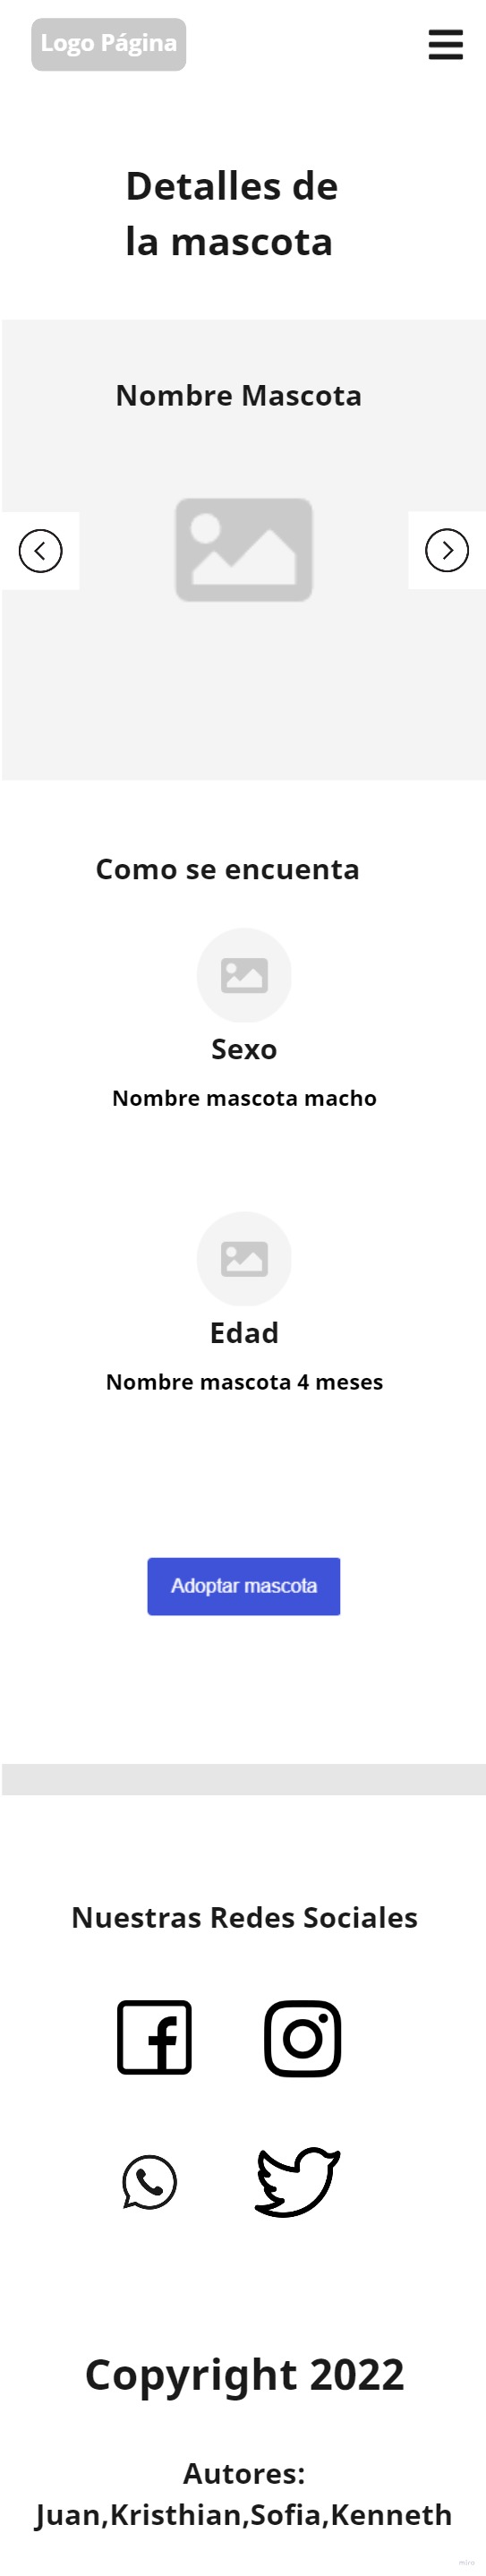 Logo Página
Detalles de
la mascota
Nombre Mascota
Como se encuenta
Sexo
Nombre mascota macho
Edad
Nombre mascota 4 meses
Adoptar mascota
Nuestras Redes Sociales
Copyright 2022
Autores:
Juan,Kristhian,Sofia,Kenneth
miro